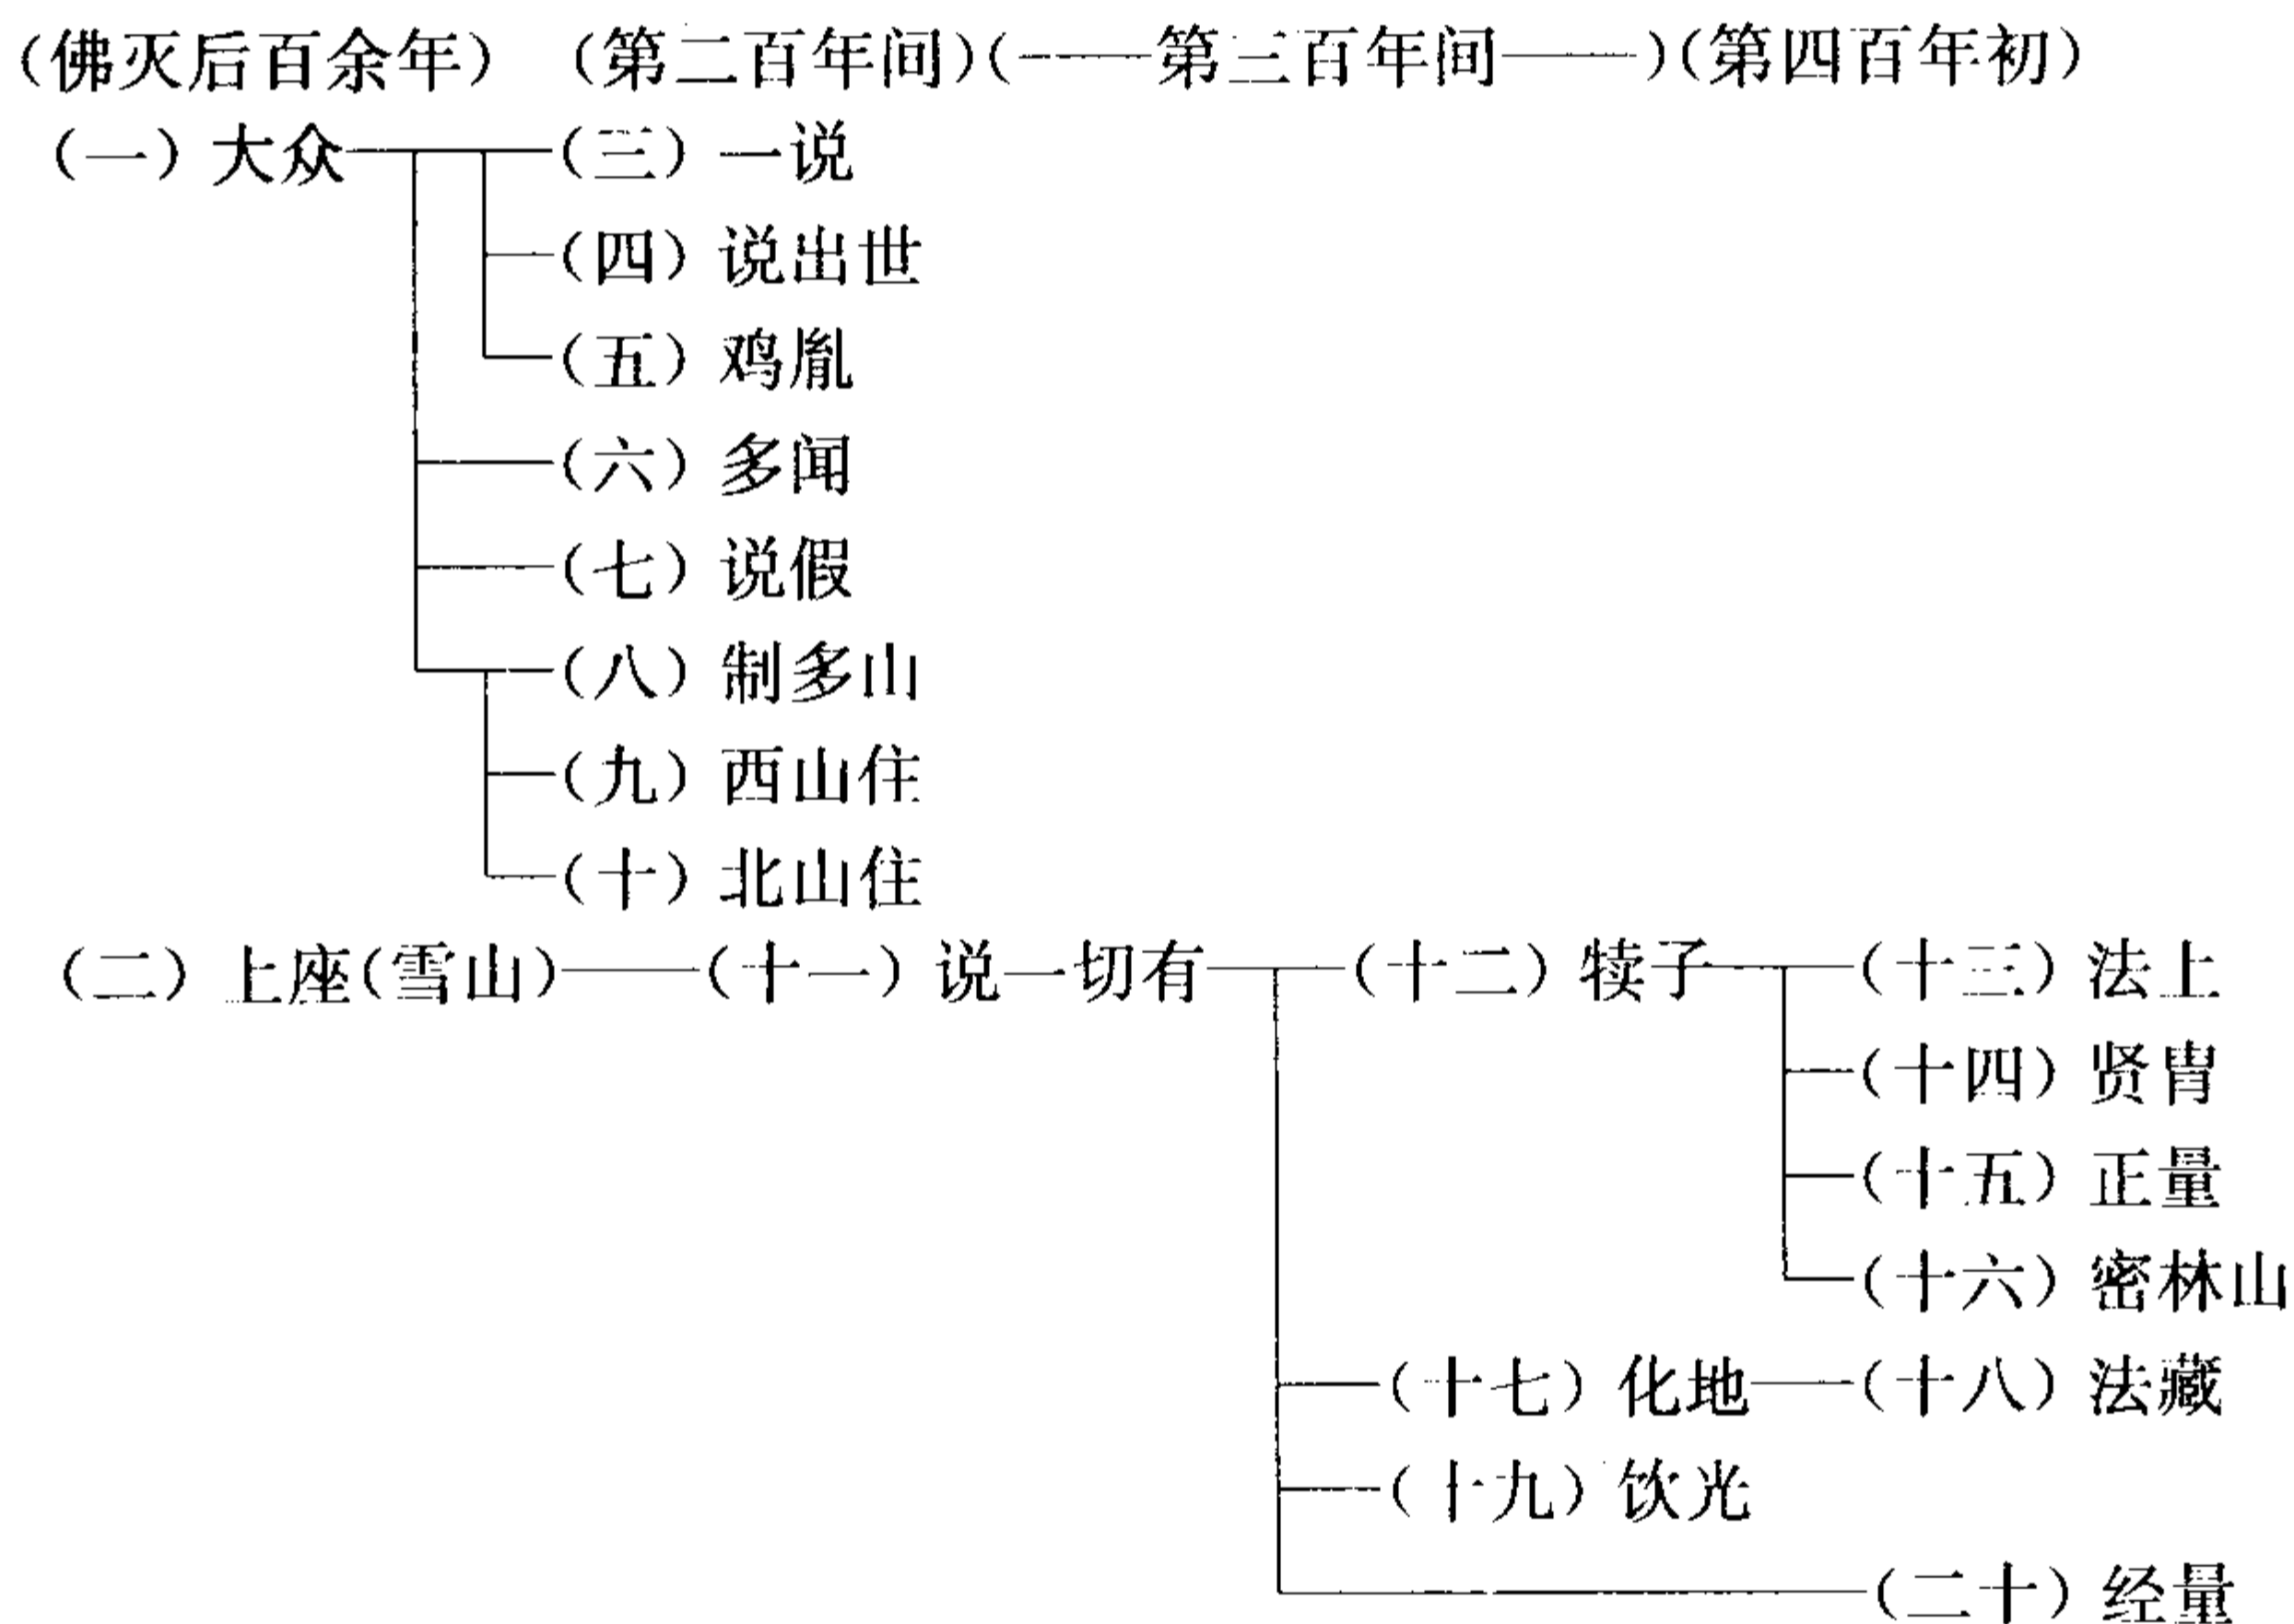 (佛灭后百余年) (第二百年间)(——第三百年间——)(第四百年初)
(一)大众 (三)一说
(四)说出世
(五)鸡胤
(六)多闻
(七)说假
(八)制多山
(九)西山住
(十)北山住
(二)上座(雪山) (十一)说一切有 (十二)犊子 (十三)法上
(十四)贤胄
(十五)正量
(十六)密林山
(十七)化地 (十八)法藏
(十九)饮光
(二十)经量